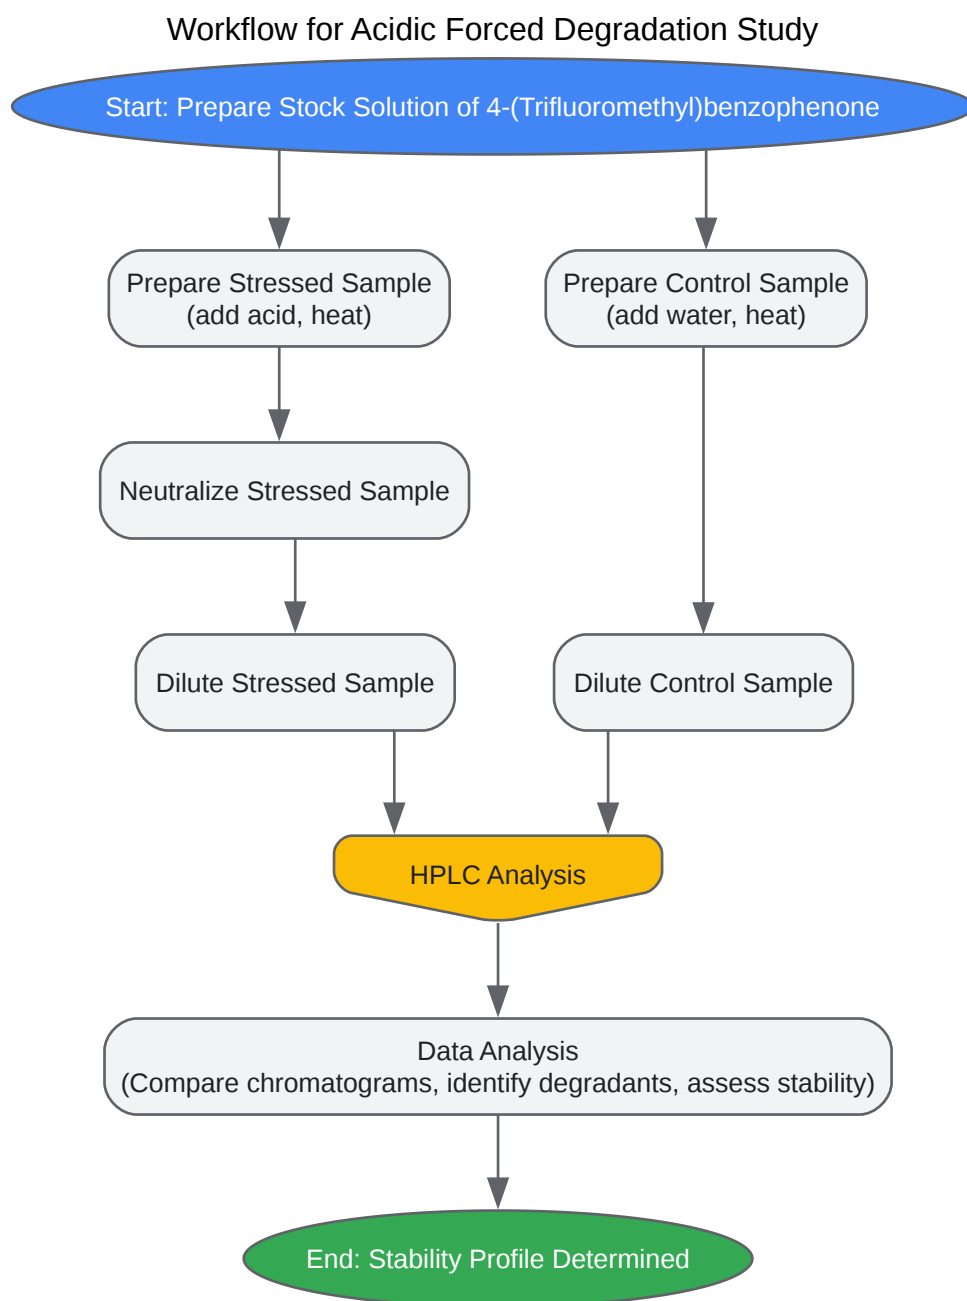 Workflow for Acidic Forced Degradation Study
Start: Prepare Stock Solution of 4-(Trifluoromethyl)benzophenone
Prepare Stressed Sample
(add acid, heat)
Prepare Control Sample
(add water, heat)
Neutralize Stressed Sample
Dilute Stressed Sample
Dilute Control Sample
HPLC Analysis
Data Analysis
(Compare chromatograms, identify degradants, assess stability)
End: Stability Profile Determined